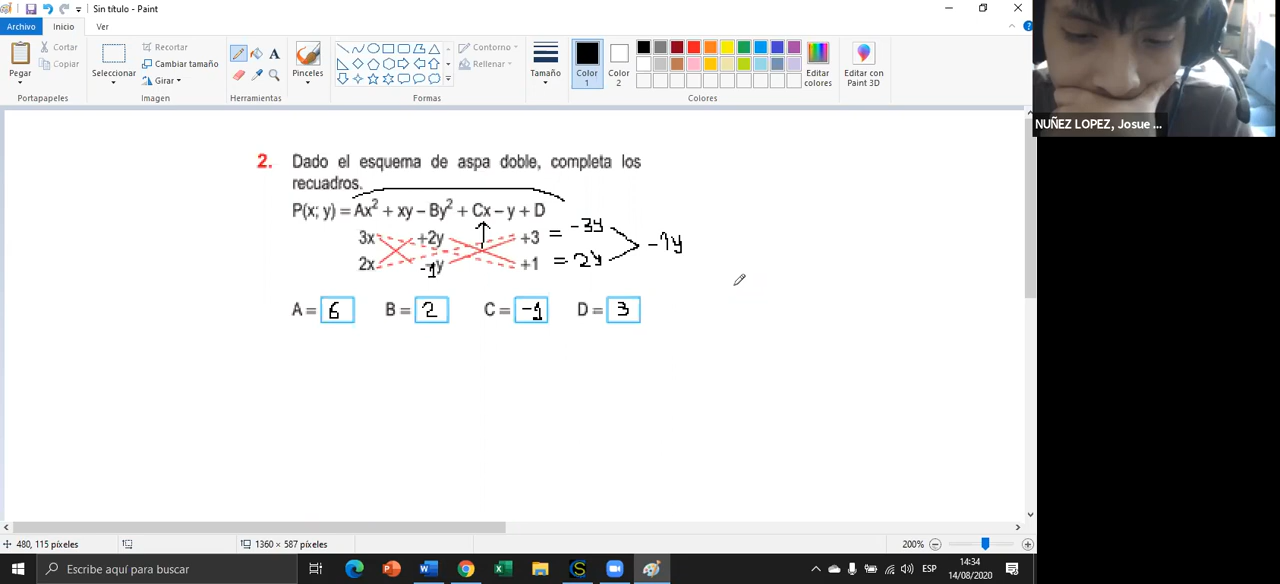 Sin título - Paint
Archivo Inicio Ver
Pegar
Cortar
Copiar
Portapapeles
Seleccionar
Recortar
Cambiar tamaño
Girar
Imagen
Pinceles
Herramientas
Contorno
Rellenar
Formas
Tamaño
Color 1
Color 2
Editar colores
Editar con Paint 3D
Colores
NUÑEZ LOPEZ, Josue ...
2. Dado el esquema de aspa doble, completa los
recuadros.
P(x; y) = Ax² + xy – By² + Cx – y + D
3x +2y +3 = -3y
-1y
2x -1y +1 = 2y
A = 6 B = 2 C = -1 D = 3
480, 115 píxeles 1360 × 587 píxeles 200%
Escribe aquí para buscar
ESP
14:34
14/08/2020